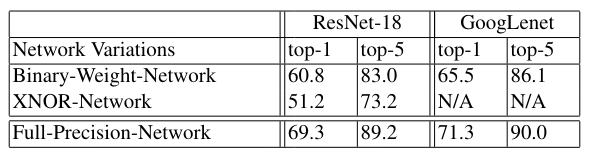 ResNet-18 GoogLenet
Network Variations top-1 top-5 top-1 top-5
Binary-Weight-Network 60.8 83.0 65.5 86.1
XNOR-Network 51.2 73.2 N/A N/A
Full-Precision-Network 69.3 89.2 71.3 90.0